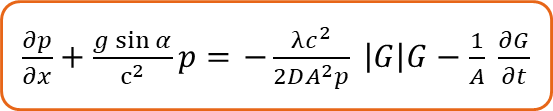 ∂p/∂x + (g sin α)/c² p = − λc²/(2DA²p) |G|G − 1/A ∂G/∂t